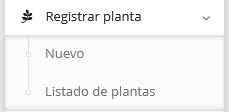 Registrar planta
Nuevo
Listado de plantas